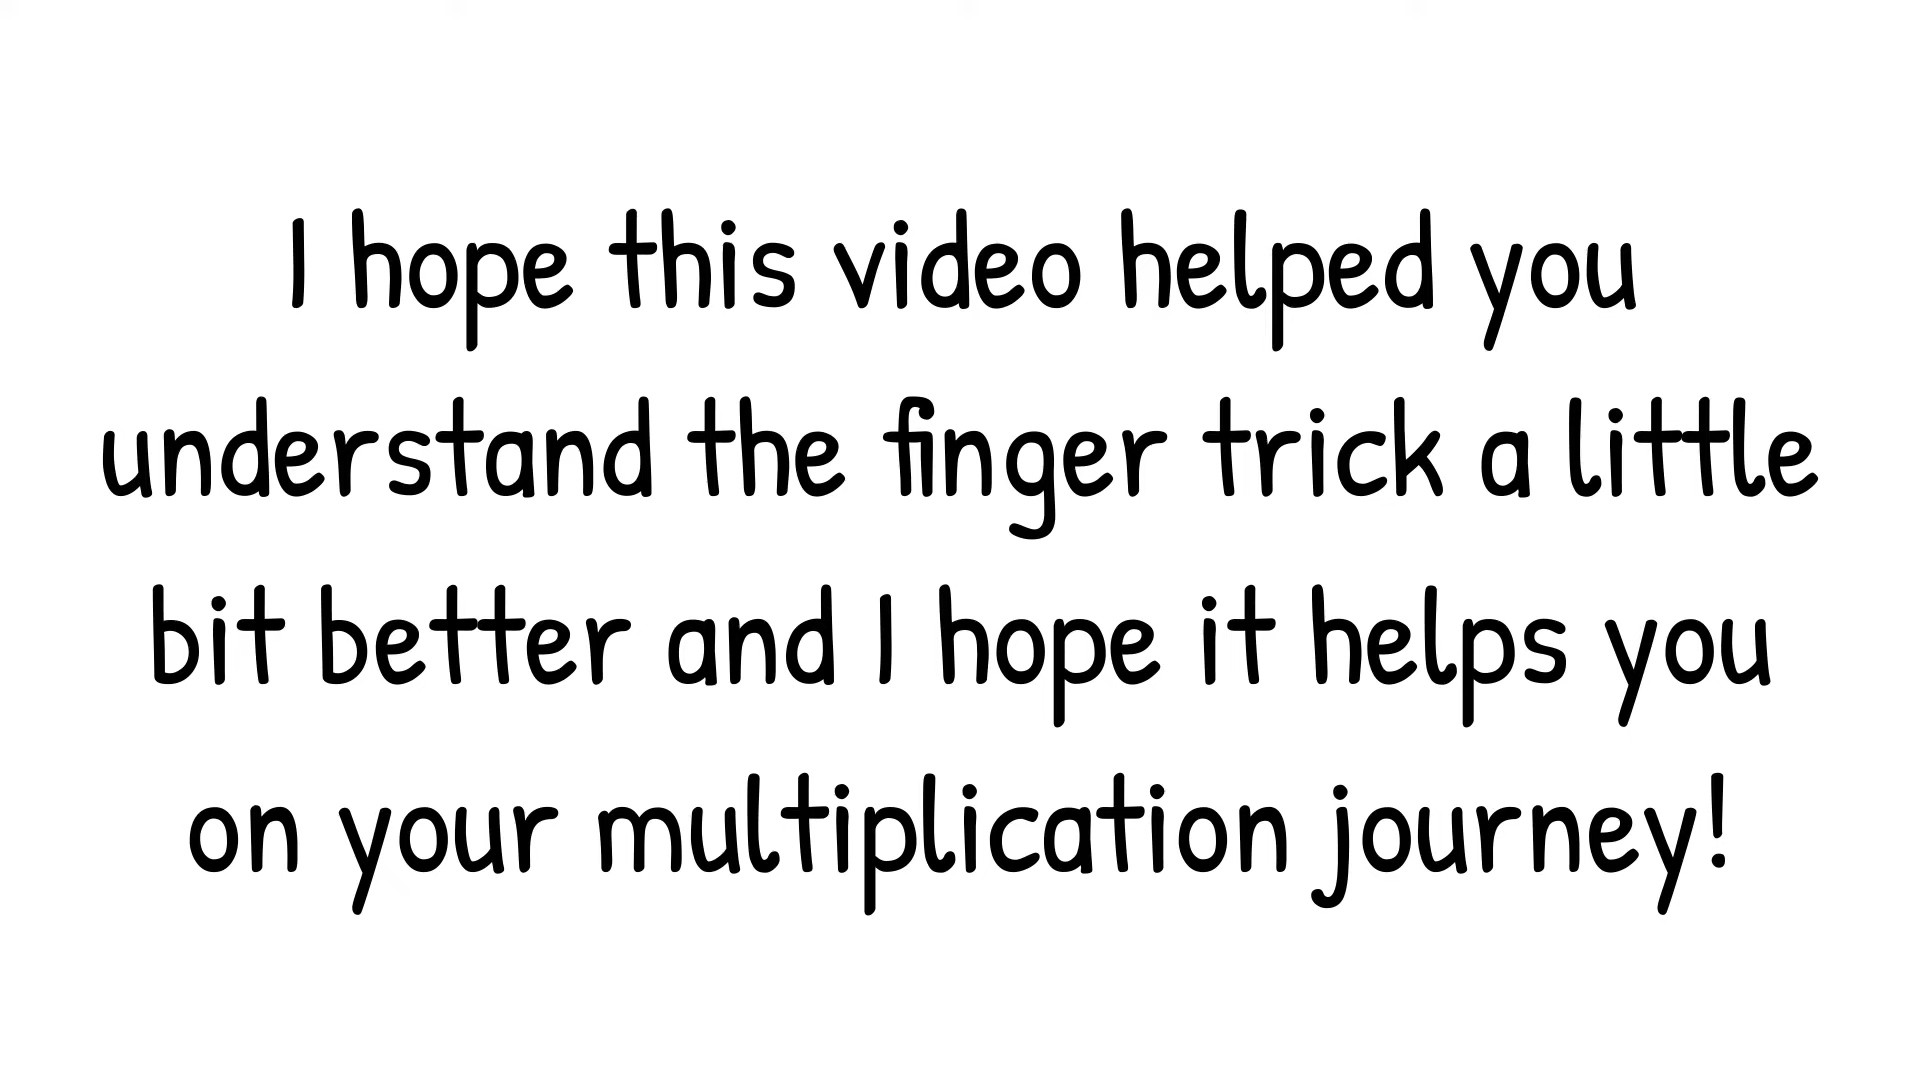 I hope this video helped you
understand the finger trick a little
bit better and I hope it helps you
on your multiplication journey!